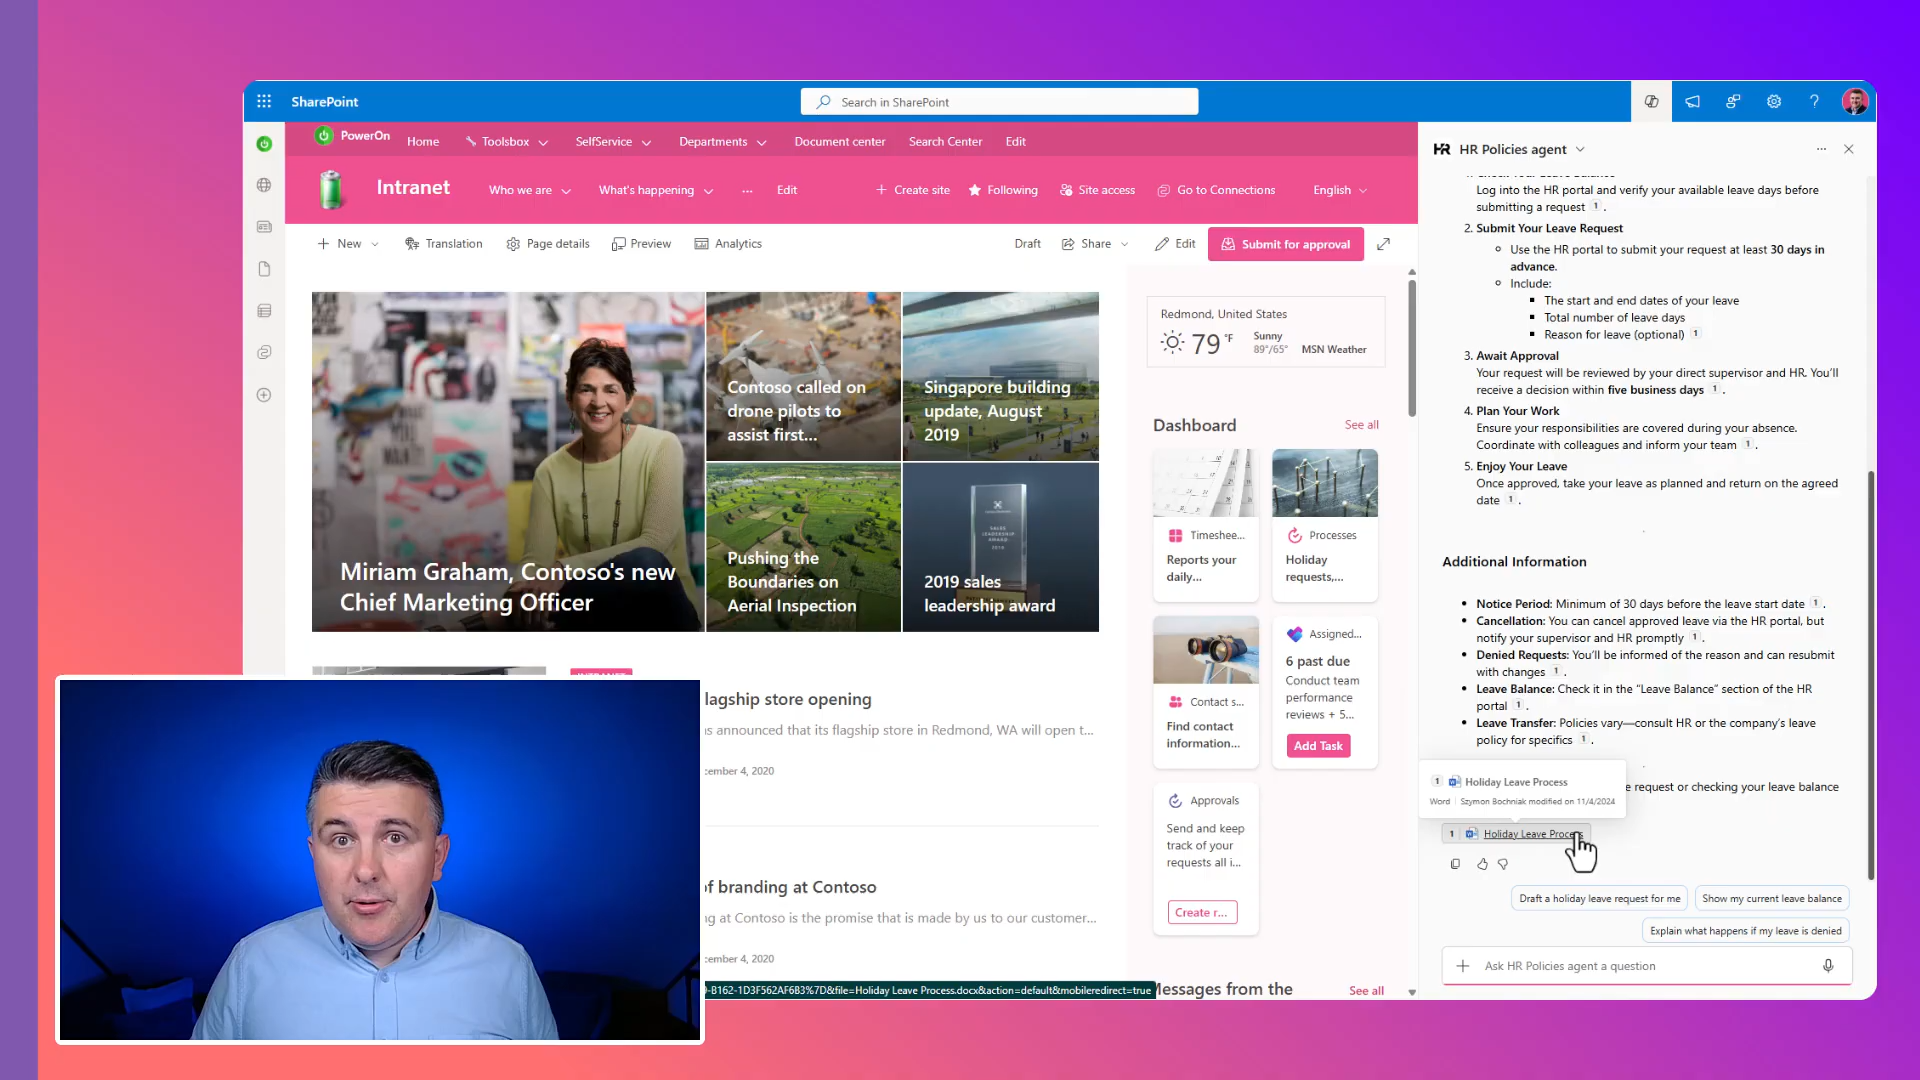 SharePoint
Search in SharePoint
?
PowerOn
Home
Toolbox
SelfService
Departments
Document center
Search Center
Edit
Intranet
Who we are
What's happening
...
Edit
Create site
Following
Site access
Go to Connections
English
New
Translation
Page details
Preview
Analytics
Draft
Share
Edit
Submit for approval
Miriam Graham, Contoso's new
Chief Marketing Officer
Contoso called on
drone pilots to
assist first...
Singapore building
update, August
2019
Pushing the
Boundaries on
Aerial Inspection
SALES
LEADERSHIP
AWARD
2019 sales
leadership award
lagship store opening
s announced that its flagship store in Redmond, WA will open t...
cember 4, 2020
of branding at Contoso
g at Contoso is the promise that is made by us to our customer...
cember 4, 2020
-B162-1D3F562AF6B3%7D&file=Holiday Leave Process.docx&action=default&mobileredirect=true
Redmond, United States
79 °F
Sunny
89°/65°
MSN Weather
Dashboard
See all
Timeshee...
Reports your
daily...
Processes
Holiday
requests,...
Contact s...
Find contact
information...
Assigned...
6 past due
Conduct team
performance
reviews + 5...
Add Task
Approvals
Send and keep
track of your
requests all i...
Create r...
Messages from the
See all
HR HR Policies agent
...
Log into the HR portal and verify your available leave days before
submitting a request 1 .
2. Submit Your Leave Request
Use the HR portal to submit your request at least 30 days in
advance.
Include:
The start and end dates of your leave
Total number of leave days
Reason for leave (optional) 1
3. Await Approval
Your request will be reviewed by your direct supervisor and HR. You'll
receive a decision within five business days 1 .
4. Plan Your Work
Ensure your responsibilities are covered during your absence.
Coordinate with colleagues and inform your team 1 .
5. Enjoy Your Leave
Once approved, take your leave as planned and return on the agreed
date 1 .
Additional Information
Notice Period: Minimum of 30 days before the leave start date 1 .
Cancellation: You can cancel approved leave via the HR portal, but
notify your supervisor and HR promptly 1 .
Denied Requests: You'll be informed of the reason and can resubmit
with changes 1 .
Leave Balance: Check it in the "Leave Balance" section of the HR
portal 1 .
Leave Transfer: Policies vary—consult HR or the company's leave
policy for specifics 1 .
1 Holiday Leave Process
Word | Szymon Bochniak modified on 11/4/2024
e request or checking your leave balance
1 Holiday Leave Process
Draft a holiday leave request for me
Show my current leave balance
Explain what happens if my leave is denied
Ask HR Policies agent a question